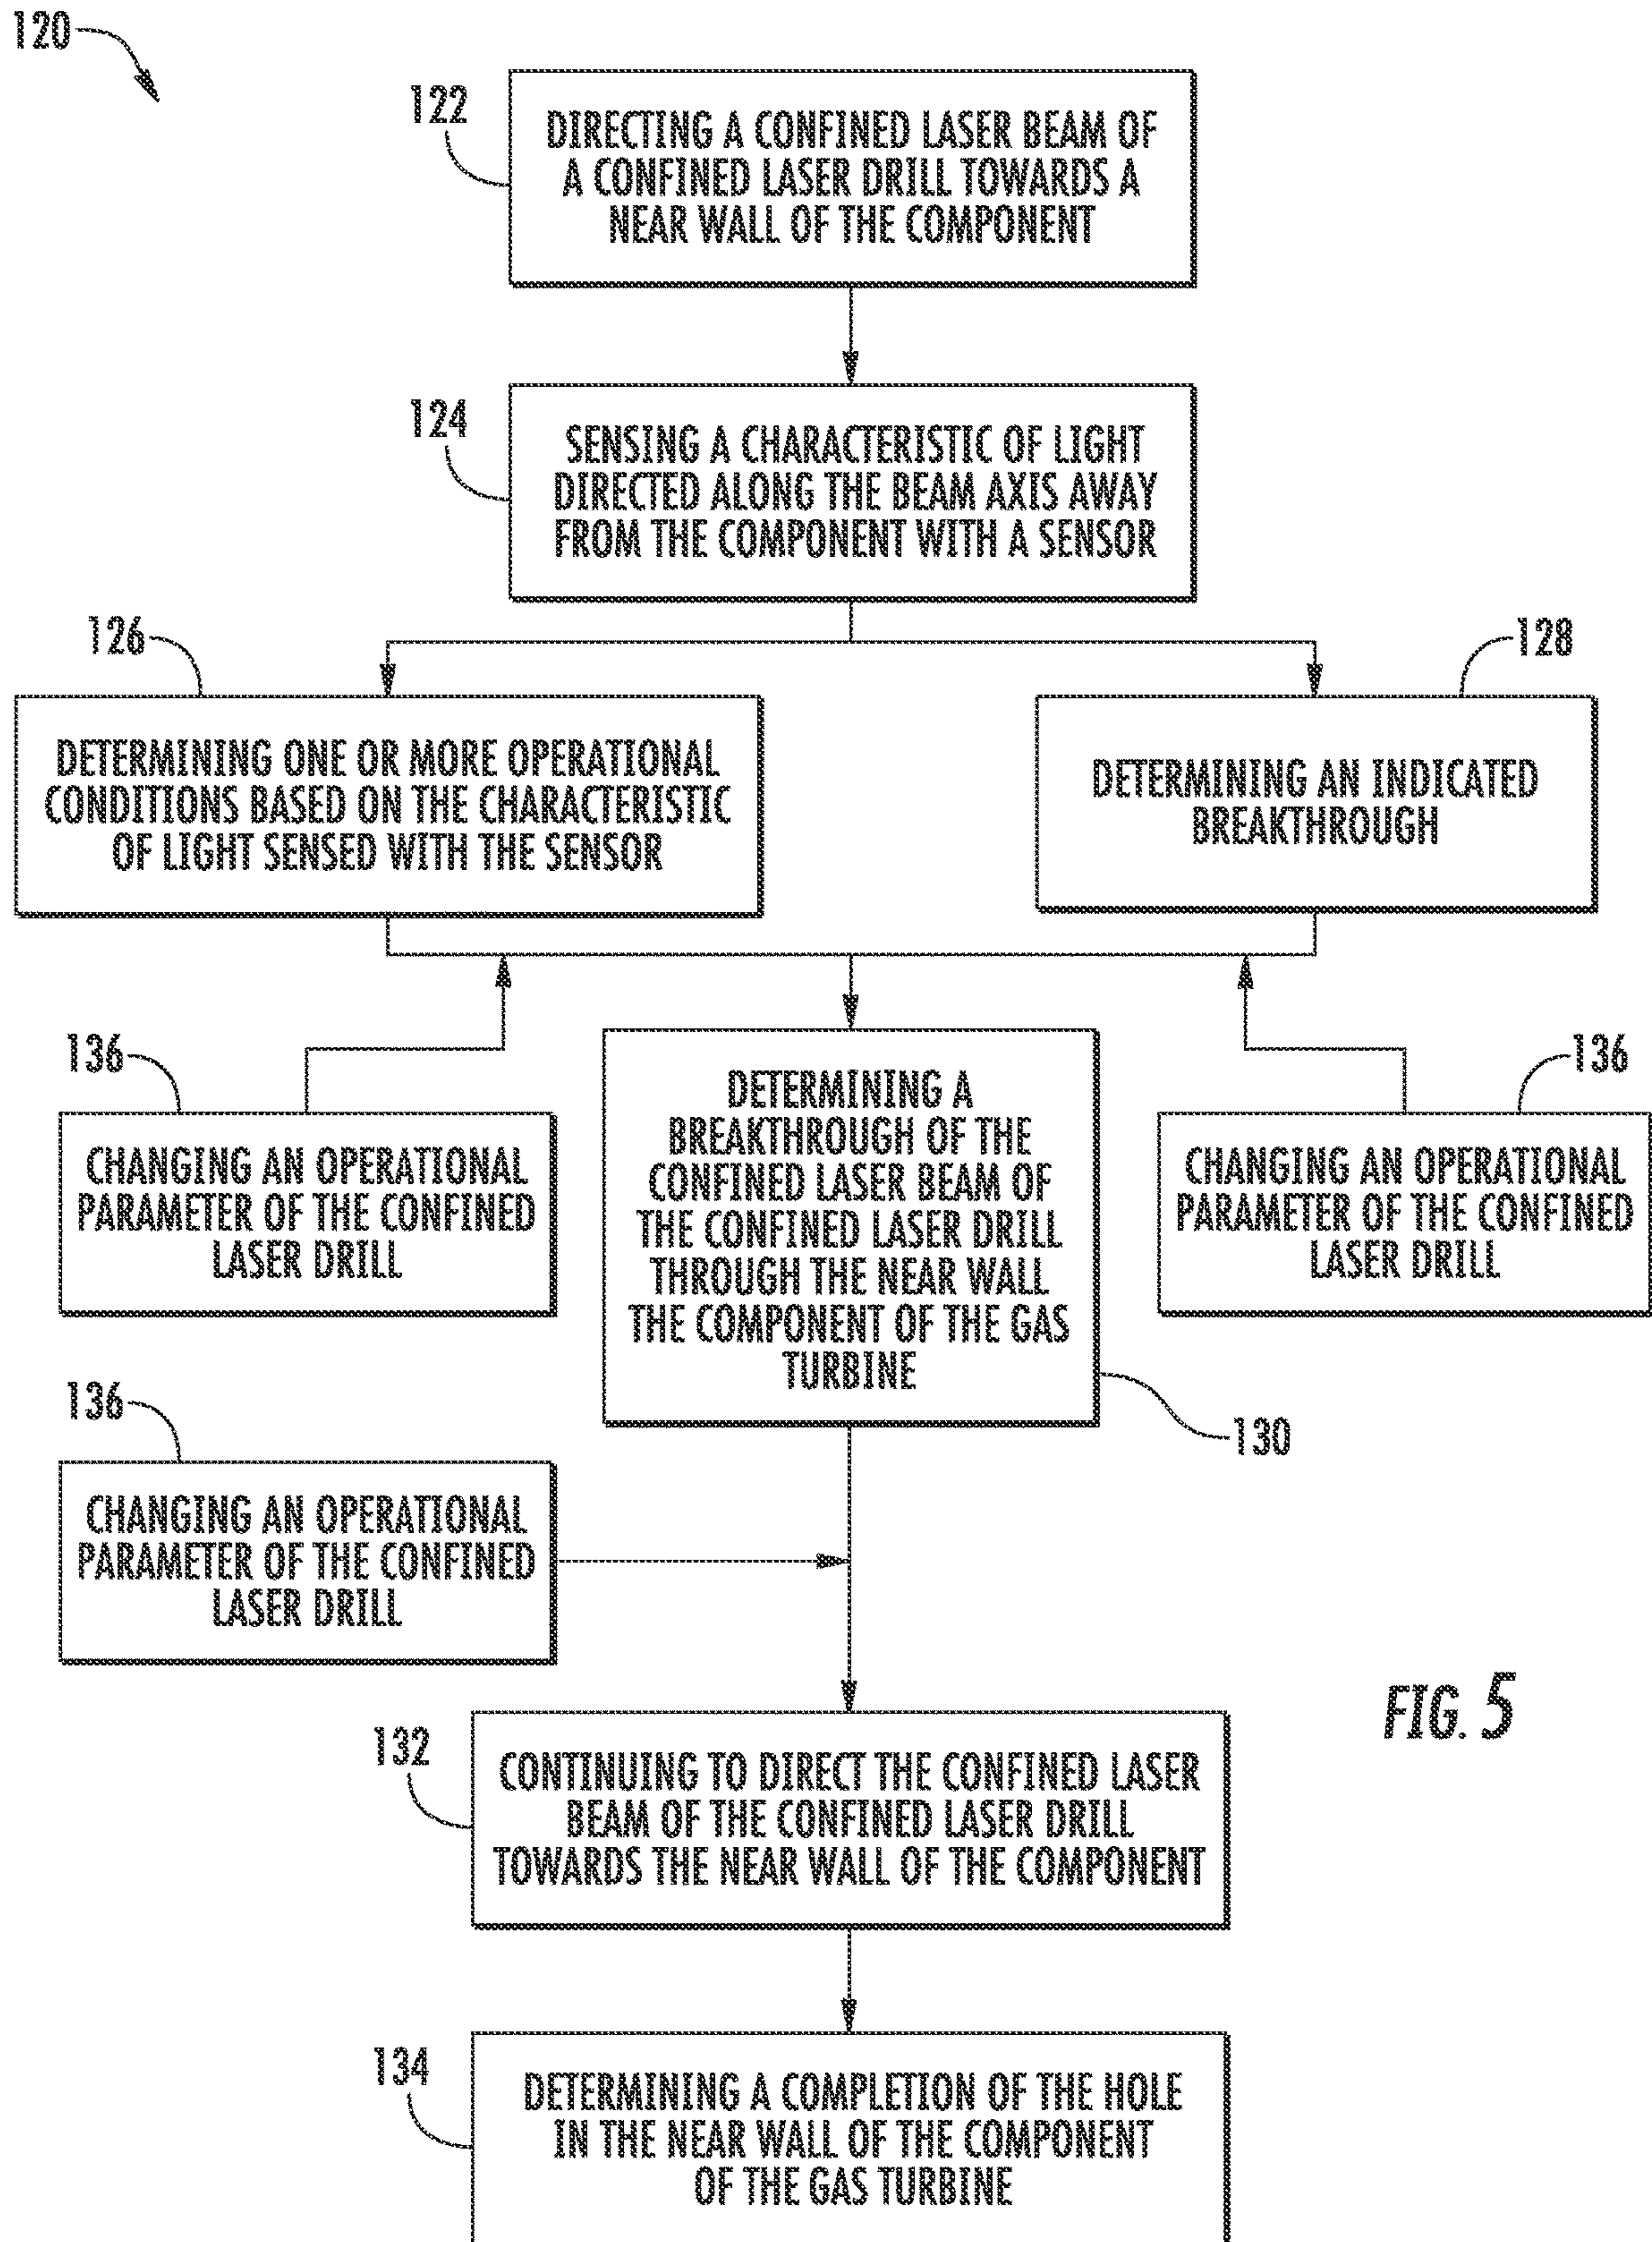 120
122
DIRECTING A CONFINED LASER BEAM OF
A CONFINED LASER DRILL TOWARDS A
NEAR WALL OF THE COMPONENT
124
SENSING A CHARACTERISTIC OF LIGHT
DIRECTED ALONG THE BEAM AXIS AWAY
FROM THE COMPONENT WITH A SENSOR
126
DETERMINING ONE OR MORE OPERATIONAL
CONDITIONS BASED ON THE CHARACTERISTIC
OF LIGHT SENSED WITH THE SENSOR
128
DETERMINING AN INDICATED
BREAKTHROUGH
136
CHANGING AN OPERATIONAL
PARAMETER OF THE CONFINED
LASER DRILL
DETERMINING A
BREAKTHROUGH OF THE
CONFINED LASER BEAM OF
THE CONFINED LASER DRILL
THROUGH THE NEAR WALL
THE COMPONENT OF THE GAS
TURBINE
130
136
CHANGING AN OPERATIONAL
PARAMETER OF THE CONFINED
LASER DRILL
136
CHANGING AN OPERATIONAL
PARAMETER OF THE CONFINED
LASER DRILL
132
CONTINUING TO DIRECT THE CONFINED LASER
BEAM OF THE CONFINED LASER DRILL
TOWARDS THE NEAR WALL OF THE COMPONENT
134
DETERMINING A COMPLETION OF THE HOLE
IN THE NEAR WALL OF THE COMPONENT
OF THE GAS TURBINE
FIG. 5